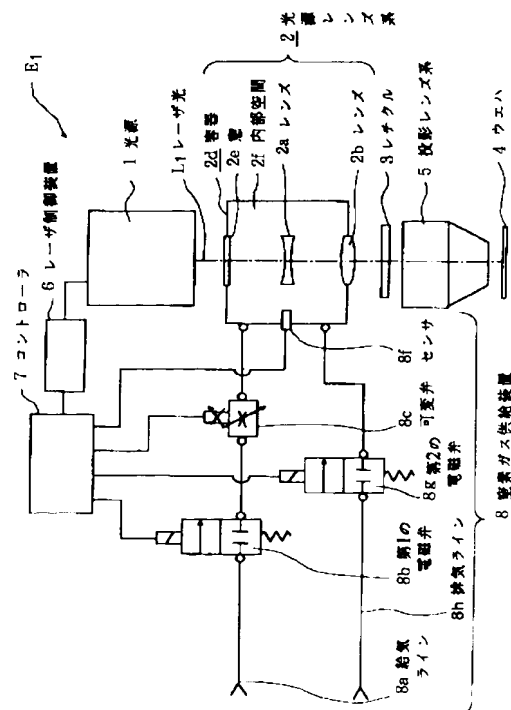 E₁
7 コントローラ
6 レーザ制御装置
1 光源
L₁ レーザ光
2d 容器
2e 窓
2f 内部空間
2a レンズ
2b レンズ
2 光源レンズ系
3 レチクル
5 投影レンズ系
4 ウエハ
8f センサ
8c 可変弁
8g 第2の
電磁弁
8b 第1の
電磁弁
8h 排気ライン
8a 給気
ライン
8 窒素ガス供給装置